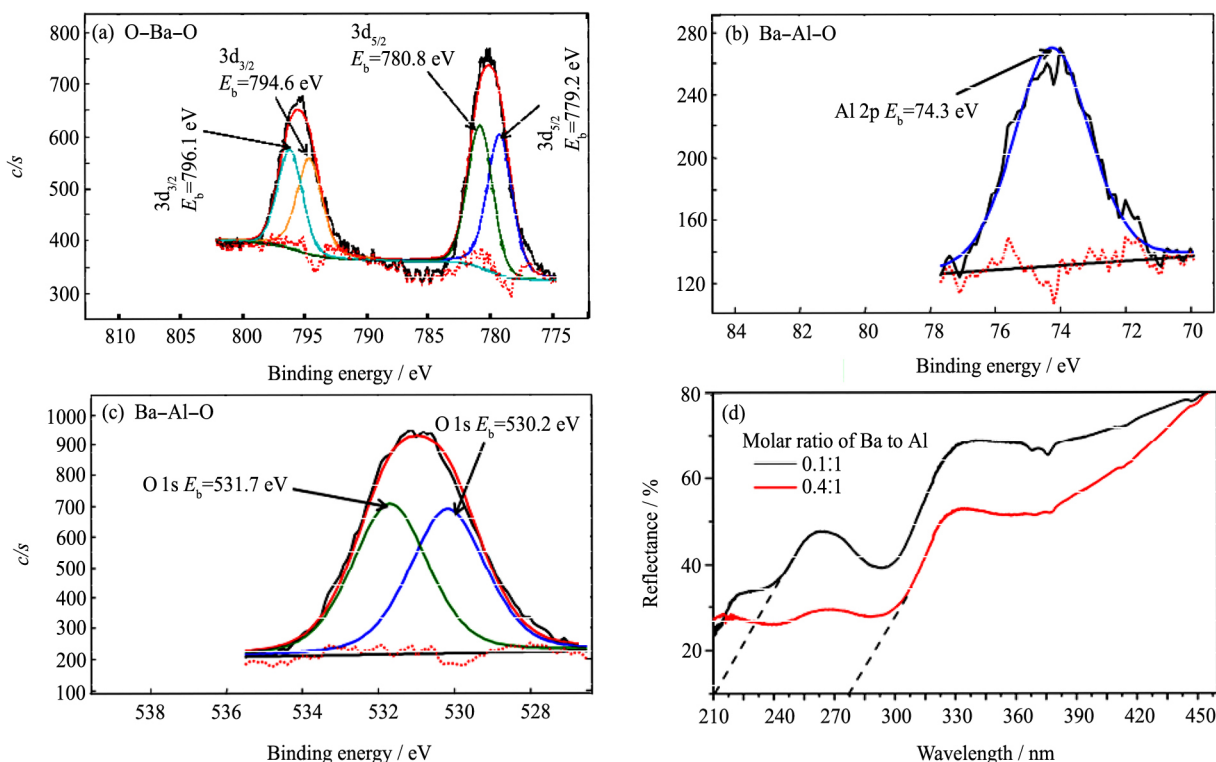 (a) O–Ba–O
3d3/2
Eb=794.6 eV
3d5/2
Eb=780.8 eV
3d3/2
Eb=796.1 eV
3d5/2
Eb=779.2 eV
c/s
800
700
600
500
400
300
810 805 800 795 790 785 780 775
Binding energy / eV
(b) Ba–Al–O
Al 2p Eb=74.3 eV
280
260
220
180
140
120
84 82 80 78 76 74 72 70
Binding energy / eV
(c) Ba–Al–O
O 1s Eb=530.2 eV
O 1s Eb=531.7 eV
c/s
1000
900
800
700
600
500
400
300
200
100
538 536 534 531 530 528
Binding energy / eV
(d)
Molar ratio of Ba to Al
0.1∶1
0.4∶1
Reflectance / %
80
60
40
20
210 240 270 300 330 360 390 420 450
Wavelength / nm